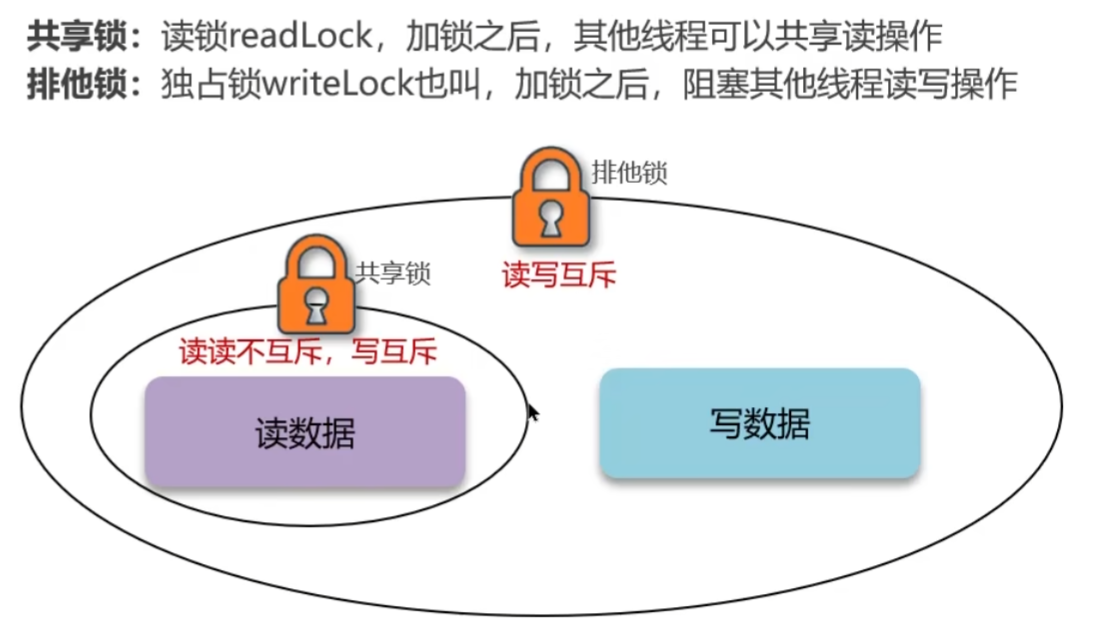 共享锁：读锁readLock，加锁之后，其他线程可以共享读操作
排他锁：独占锁writeLock也叫，加锁之后，阻塞其他线程读写操作
排他锁
读写互斥
共享锁
读读不互斥，写互斥
读数据
写数据